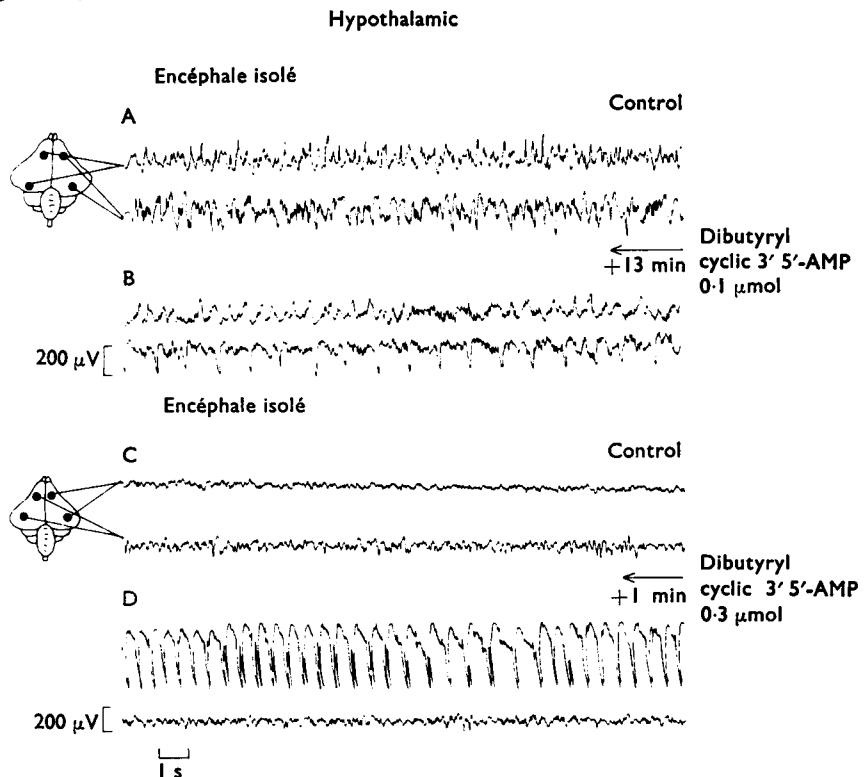 Hypothalamic
Encéphale isolé
A
Control
+13 min
Dibutyryl
cyclic 3′ 5′-AMP
0·1 μmol
B
200 μV
Encéphale isolé
C
Control
+1 min
Dibutyryl
cyclic 3′ 5′-AMP
0·3 μmol
D
200 μV
1 s